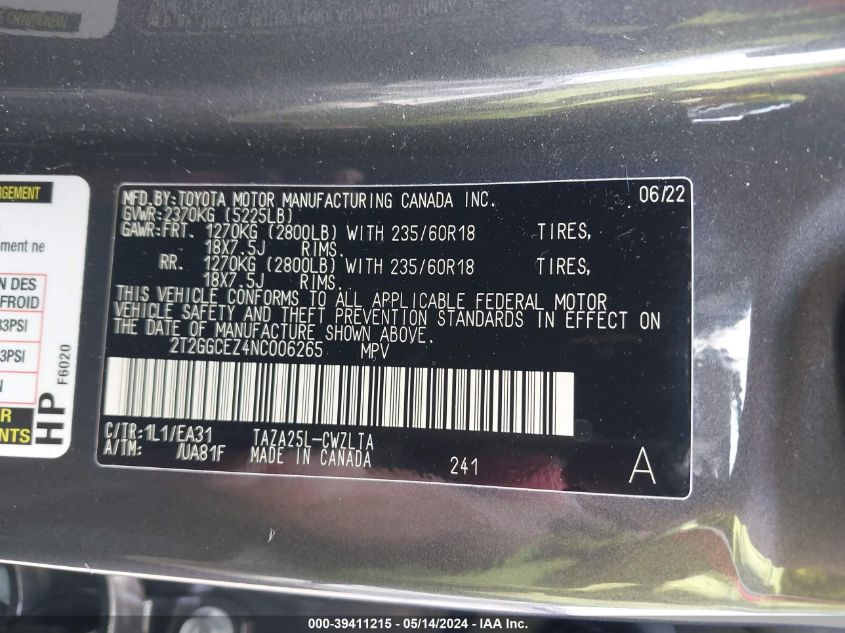 GEMENT
ement ne
N DES
FROID
3PSI
3PSI
N
R
NTS
HP
F6020
MFD.BY:TOYOTA MOTOR MANUFACTURING CANADA INC. 06/22
GVWR:2370KG (5225LB)
GAWR:FRT. 1270KG (2800LB) WITH 235/60R18 TIRES,
18X7.5J RIMS.
RR. 1270KG (2800LB) WITH 235/60R18 TIRES,
18X7.5J RIMS.
THIS VEHICLE CONFORMS TO ALL APPLICABLE FEDERAL MOTOR
VEHICLE SAFETY AND THEFT PREVENTION STANDARDS IN EFFECT ON
THE DATE OF MANUFACTURE SHOWN ABOVE.
2T2GGCEZ4NC006265 MPV
C/TR:1L1/EA31 TAZA25L-CWZLTA
A/TM: /UA81F MADE IN CANADA 241 A
000-39411215 - 05/14/2024 - IAA Inc.